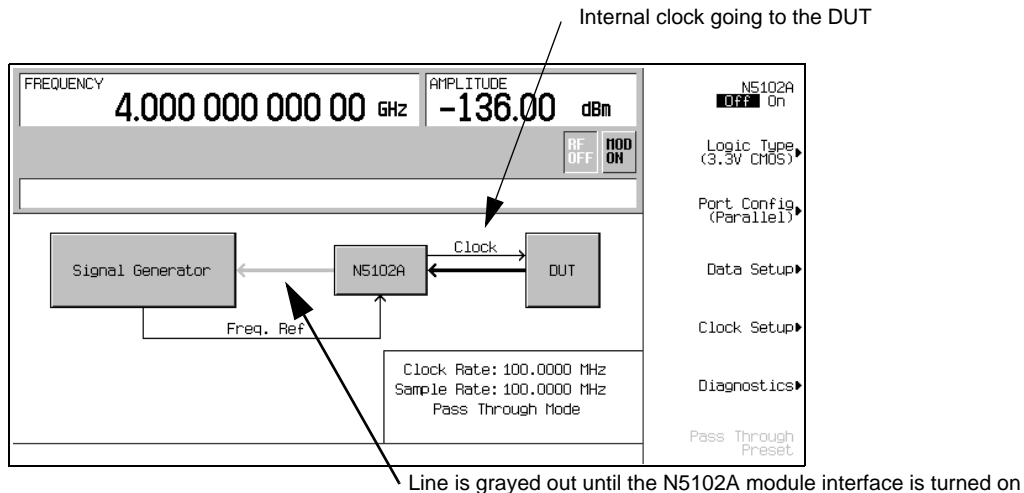 Internal clock going to the DUT
FREQUENCY
4.000 000 000 00 GHz
AMPLITUDE
-136.00 dBm
RF OFF
MOD ON
N5102A
Off On
Logic Type
(3.3V CMOS)
Port Config
(Parallel)
Data Setup
Clock Setup
Diagnostics
Pass Through
Preset
Signal Generator
N5102A
Clock
DUT
Freq. Ref
Clock Rate: 100.0000 MHz
Sample Rate: 100.0000 MHz
Pass Through Mode
Line is grayed out until the N5102A module interface is turned on